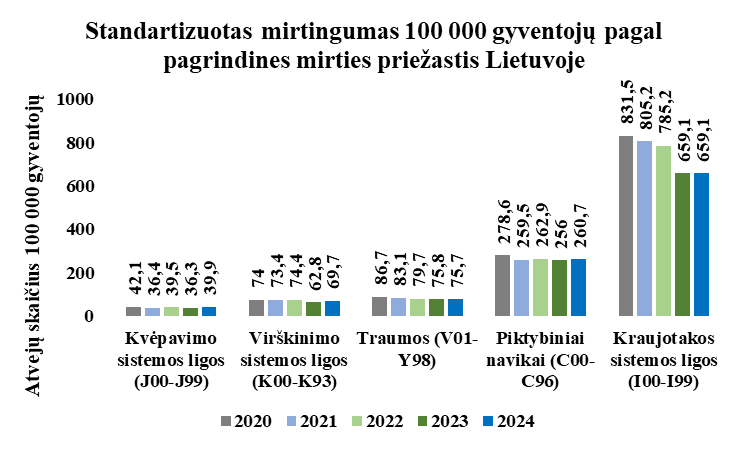 Standartizuotas mirtingumas 100 000 gyventojų pagal
pagrindines mirties priežastis Lietuvoje
Atvejų skaičius 100 000 gyventojų
1000
800
600
400
200
0
42,1
36,4
39,5
36,3
39,9
74
73,4
74,4
62,8
69,7
86,7
83,1
79,7
75,8
75,7
278,6
259,5
262,9
256
260,7
831,5
805,2
785,2
659,1
659,1
Kvėpavimo
sistemos ligos
(J00-J99)
Virškinimo
sistemos ligos
(K00-K93)
Traumos (V01-
Y98)
Piktybiniai
navikai (C00-
C96)
Kraujotakos
sistemos ligos
(I00-I99)
2020
2021
2022
2023
2024